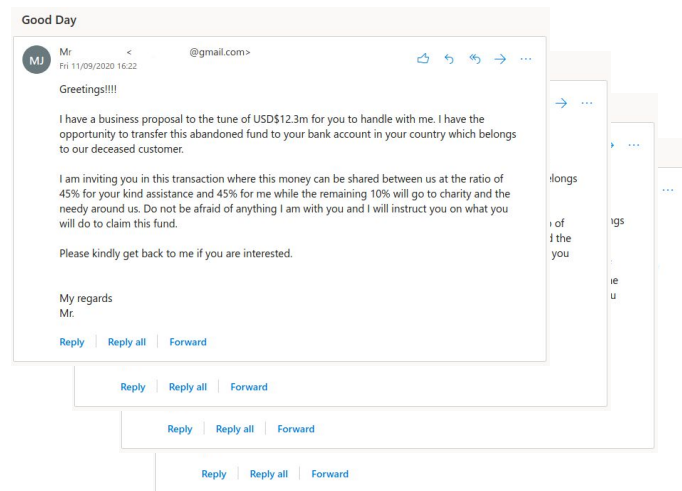 Good Day
MJ
Mr < @gmail.com>
Fri 11/09/2020 16:22
Greetings!!!!
I have a business proposal to the tune of USD$12.3m for you to handle with me. I have the
opportunity to transfer this abandoned fund to your bank account in your country which belongs
to our deceased customer.
I am inviting you in this transaction where this money can be shared between us at the ratio of
45% for your kind assistance and 45% for me while the remaining 10% will go to charity and the
needy around us. Do not be afraid of anything I am with you and I will instruct you on what you
will do to claim this fund.
Please kindly get back to me if you are interested.
My regards
Mr.
Reply Reply all Forward
elongs
of
d the
you
Reply Reply all Forward
ngs
ne
u
Reply Reply all Forward
Reply Reply all Forward